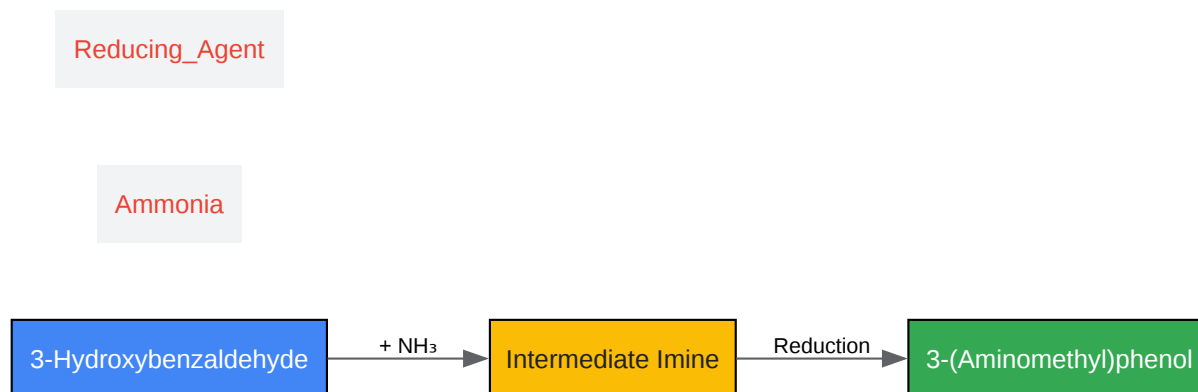 Reducing_Agent
Ammonia
3-Hydroxybenzaldehyde
+ NH₃
Intermediate Imine
Reduction
3-(Aminomethyl)phenol